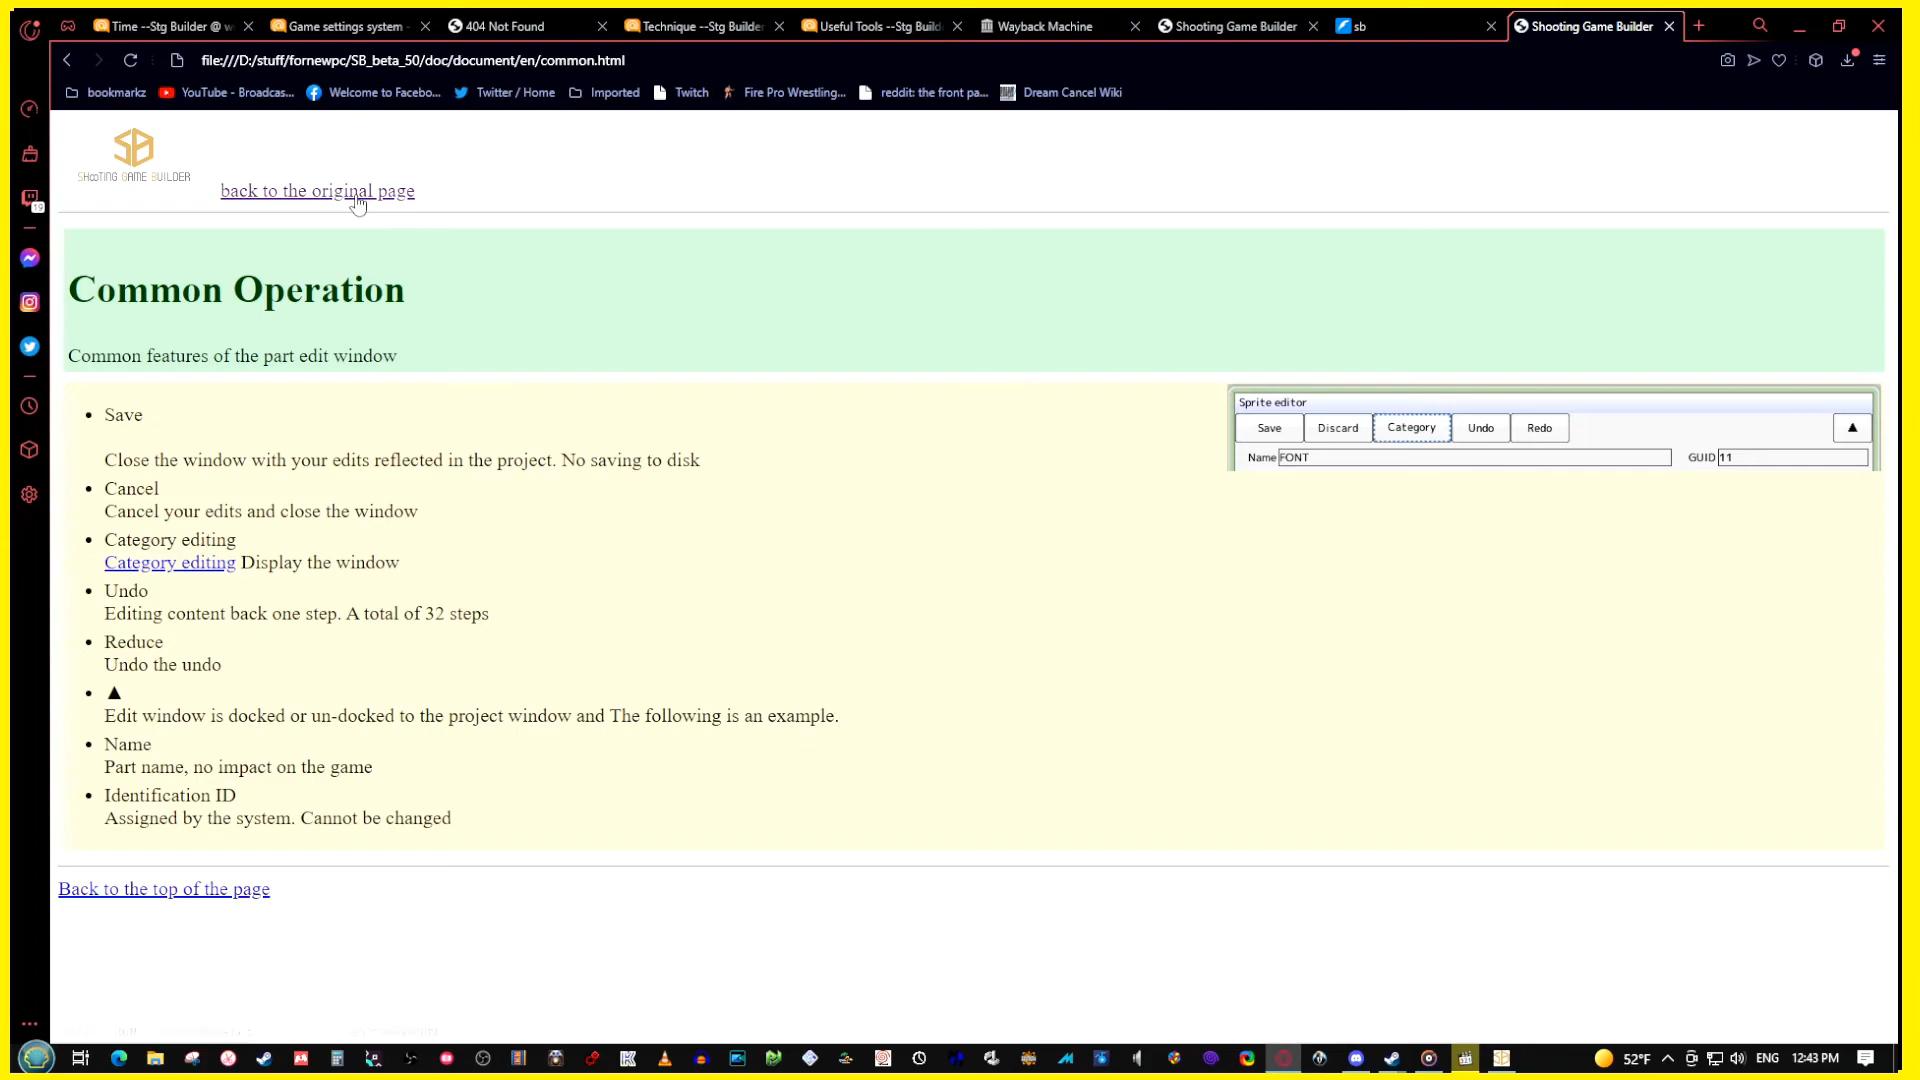 Time --Stg Builder @ w
Game settings system -
404 Not Found
Technique --Stg Builder
Useful Tools --Stg Build
Wayback Machine
Shooting Game Builder
sb
Shooting Game Builder
file:///D:/stuff/fornewpc/SB_beta_50/doc/document/en/common.html
bookmarkz
YouTube - Broadcas...
Welcome to Facebo...
Twitter / Home
Imported
Twitch
Fire Pro Wrestling...
reddit: the front pa...
Dream Cancel Wiki
19
SB
SHOOTING GAME BUILDER
back to the original page
Common Operation
Common features of the part edit window
• Save
Close the window with your edits reflected in the project. No saving to disk
• Cancel
Cancel your edits and close the window
• Category editing
Category editing Display the window
• Undo
Editing content back one step. A total of 32 steps
• Reduce
Undo the undo
• ▲
Edit window is docked or un-docked to the project window and The following is an example.
• Name
Part name, no impact on the game
• Identification ID
Assigned by the system. Cannot be changed
Sprite editor
Save Discard Category Undo Redo ▲
Name FONT GUID 11
Back to the top of the page
52°F ENG 12:43 PM